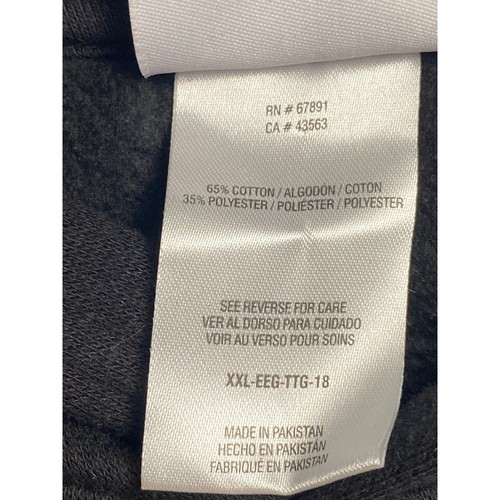 RN # 67891
CA # 43563
65% COTTON / ALGODÓN / COTON
35% POLYESTER / POLIÉSTER / POLYESTER
SEE REVERSE FOR CARE
VER AL DORSO PARA CUIDADO
VOIR AU VERSO POUR SOINS
XXL-EEG-TTG-18
MADE IN PAKISTAN
HECHO EN PAKISTÁN
FABRIQUÉ EN PAKISTAN